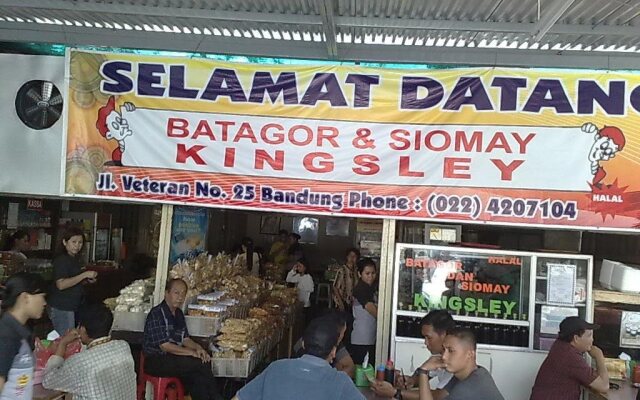 SELAMAT DATANG
BATAGOR & SIOMAY
KINGSLEY
Jl. Veteran No. 25 Bandung Phone : (022) 4207104
HALAL
KASSA
HALAL
BATAGOR
DAN
SIOMAY
KINGSLEY